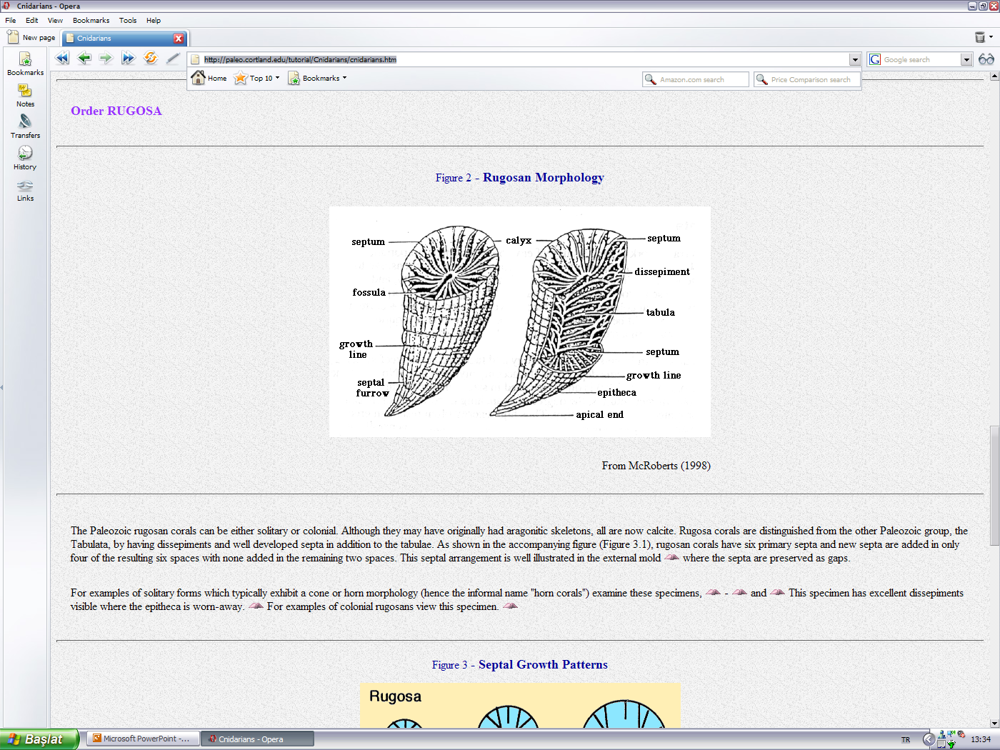 Cnidarians - Opera
File Edit View Bookmarks Tools Help
New page Cnidarians
http://paleo.cortland.edu/tutorial/Cnidarians/cnidarians.htm
Google search
Home Top 10 Bookmarks
Amazon.com search Price Comparison search
Bookmarks
Notes
Transfers
History
Links
Order RUGOSA
Figure 2 - Rugosan Morphology
septum
calyx
septum
dissepiment
fossula
tabula
growth
line
septum
growth line
septal
furrow
epitheca
apical end
From McRoberts (1998)
The Paleozoic rugosan corals can be either solitary or colonial. Although they may have originally had aragonitic skeletons, all are now calcite. Rugosa corals are distinguished from the other Paleozoic group, the
Tabulata, by having dissepiments and well developed septa in addition to the tabulae. As shown in the accompanying figure (Figure 3.1), rugosan corals have six primary septa and new septa are added in only
four of the resulting six spaces with none added in the remaining two spaces. This septal arrangement is well illustrated in the external mold where the septa are preserved as gaps.
For examples of solitary forms which typically exhibit a cone or horn morphology (hence the informal name "horn corals") examine these specimens, - and This specimen has excellent dissepiments
visible where the epitheca is worn-away. For examples of colonial rugosans view this specimen.
Figure 3 - Septal Growth Patterns
Rugosa
Başlat Microsoft PowerPoint -... Cnidarians - Opera TR 13:34